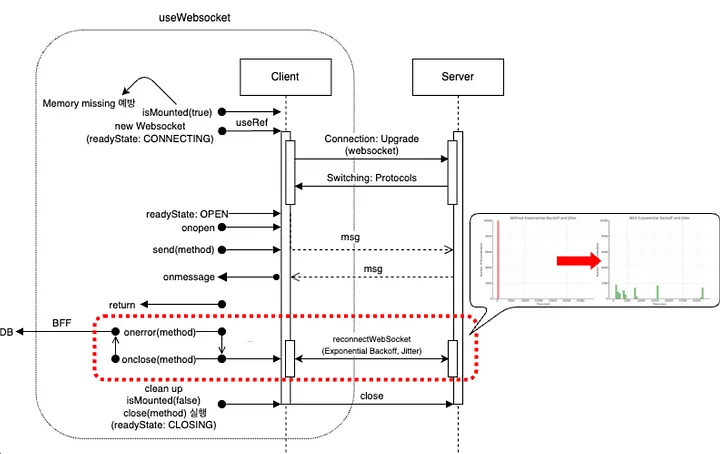 useWebsocket
Client
Server
Memory missing 예방
isMounted(true)
new Websocket
(readyState: CONNECTING)
useRef
Connection: Upgrade
(websocket)
Switching: Protocols
readyState: OPEN
onopen
send(method)
msg
onmessage
msg
return
DB
BFF
onerror(method)
onclose(method)
reconnectWebSocket
(Exponential Backoff, Jitter)
clean up
isMounted(false)
close(method) 실행
(readyState: CLOSING)
close
Without Exponential Backoff and Jitter
With Exponential Backoff and Jitter